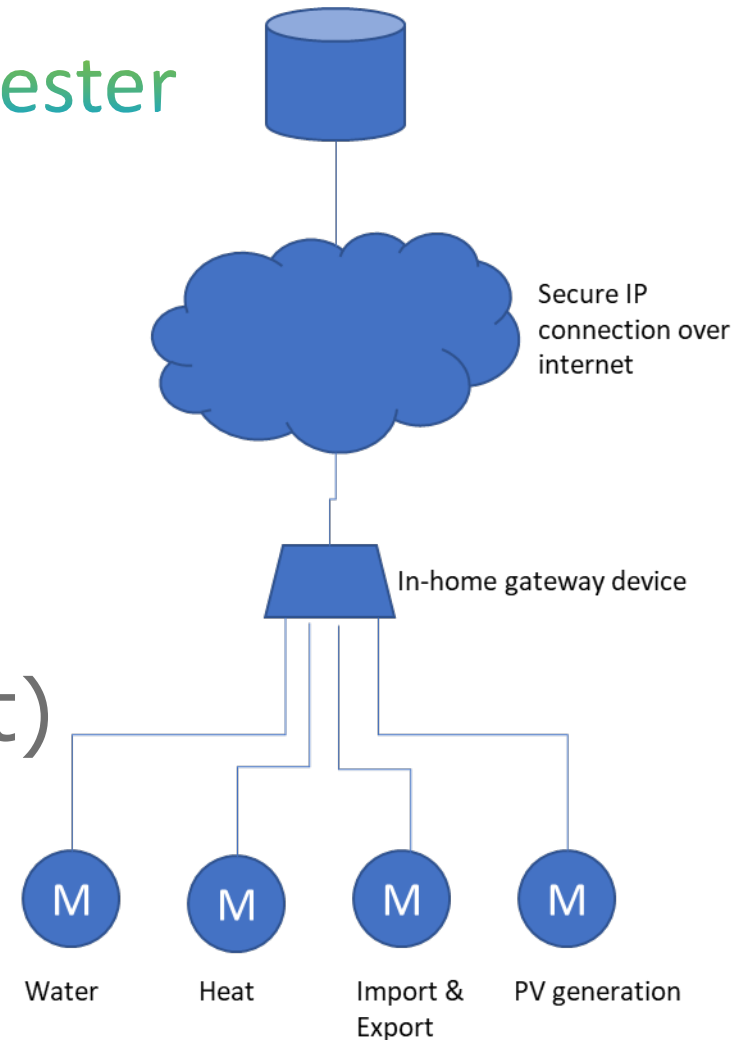 ester
Secure IP
connection over
internet
In-home gateway device
t)
M
M
M
M
Water
Heat
Import &
Export
PV generation